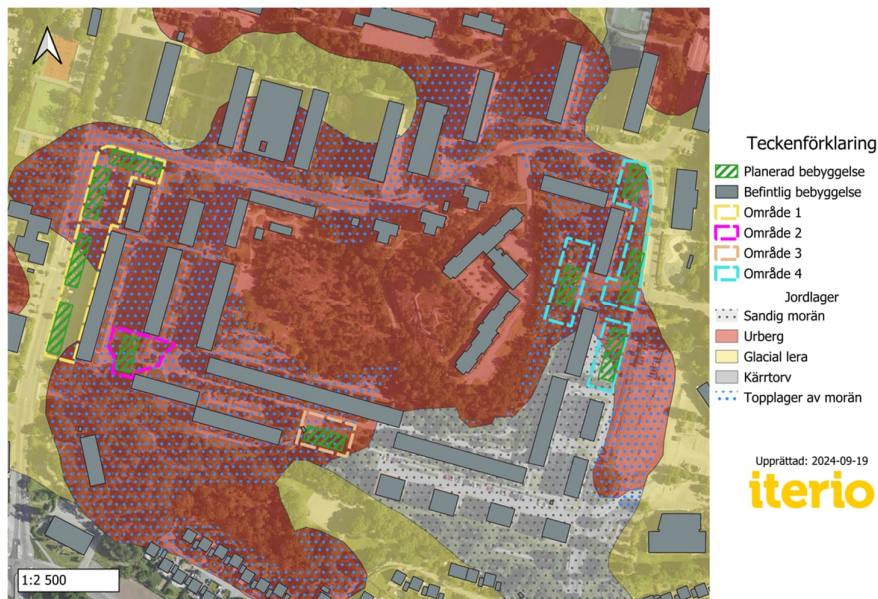 Teckenförklaring
Planerad bebyggelse
Befintlig bebyggelse
Område 1
Område 2
Område 3
Område 4
Jordlager
Sandig morän
Urberg
Glacial lera
Kärrtorv
Topplager av morän
Upprättad: 2024-09-19
iterio
1:2 500